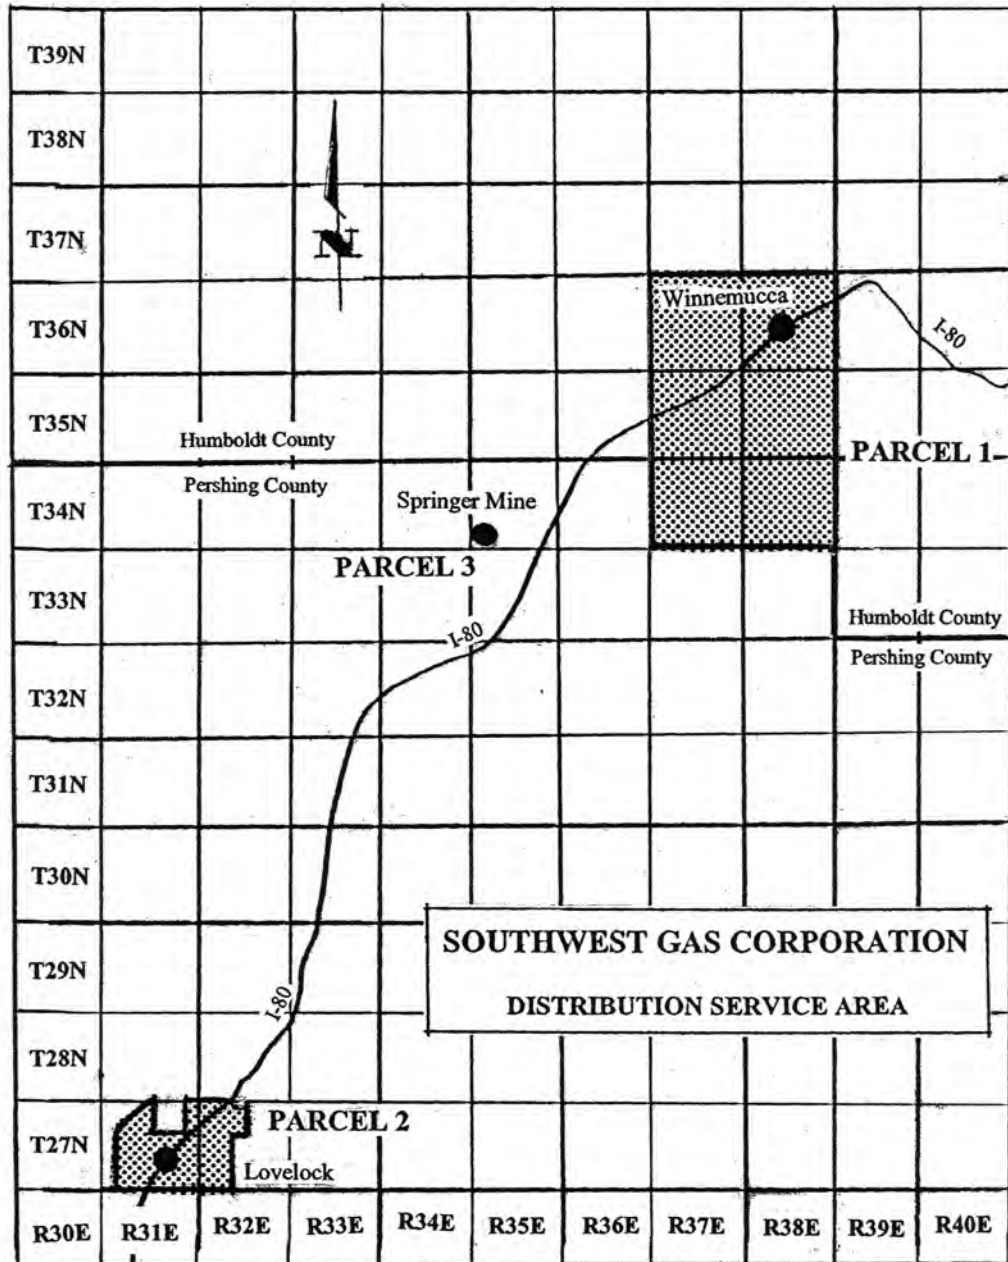 T39N
T38N
T37N
N
Winnemucca
T36N
I-80
T35N
Humboldt County
PARCEL 1
Pershing County
Springer Mine
T34N
PARCEL 3
T33N
Humboldt County
I-80
Pershing County
T32N
T31N
T30N
SOUTHWEST GAS CORPORATION
T29N
DISTRIBUTION SERVICE AREA
I-80
T28N
PARCEL 2
T27N
Lovelock
R30E R31E R32E R33E R34E R35E R36E R37E R38E R39E R40E